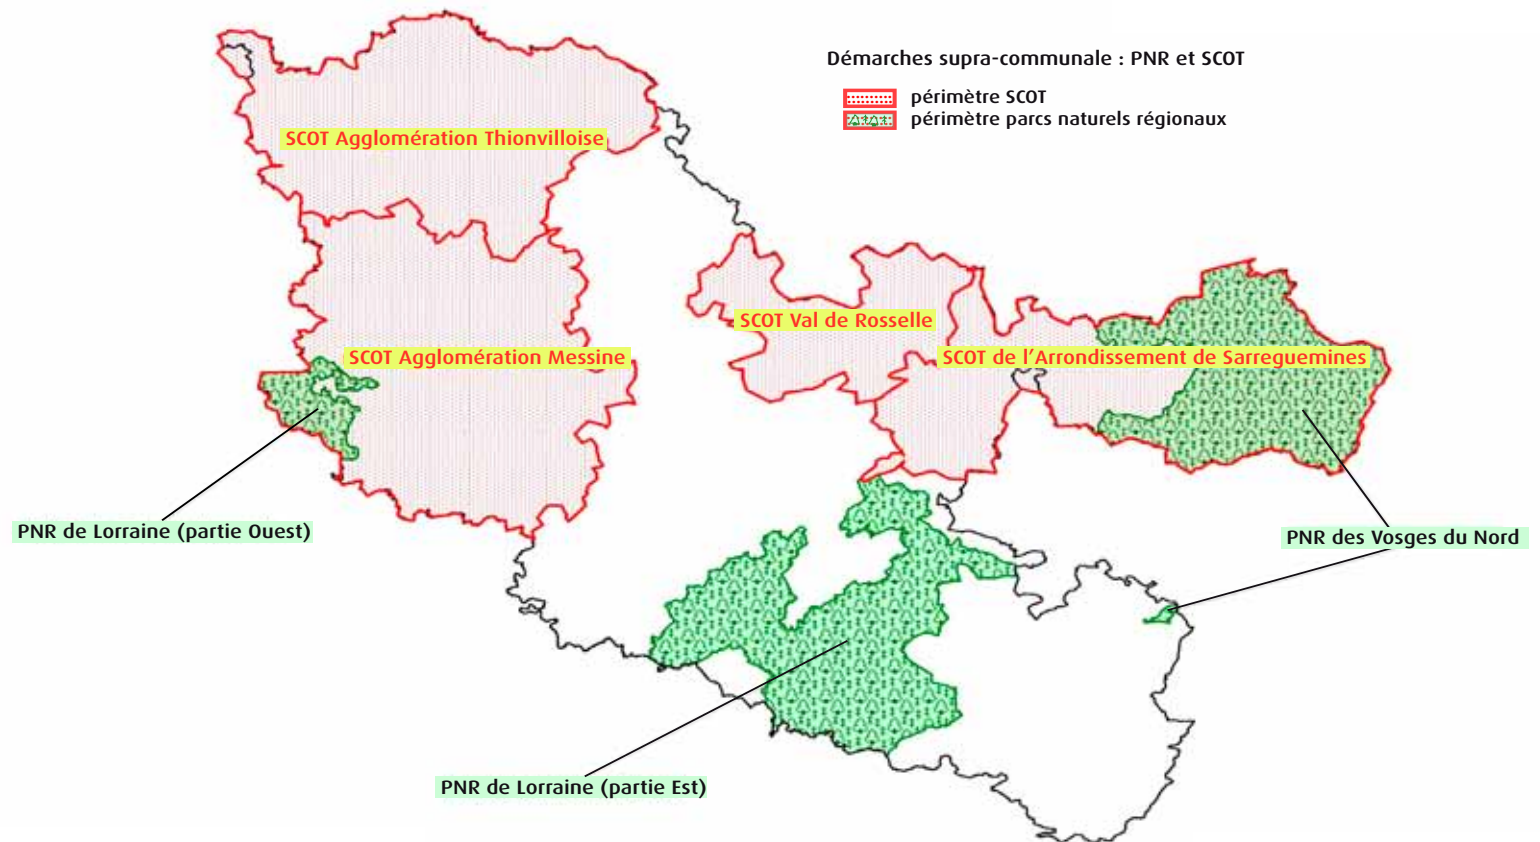 Démarches supra-communale : PNR et SCOT
périmètre SCOT
périmètre parcs naturels régionaux
SCOT Agglomération Thionvilloise
SCOT Val de Rosselle
SCOT Agglomération Messine
SCOT de l'Arrondissement de Sarreguemines
PNR de Lorraine (partie Ouest)
PNR des Vosges du Nord
PNR de Lorraine (partie Est)